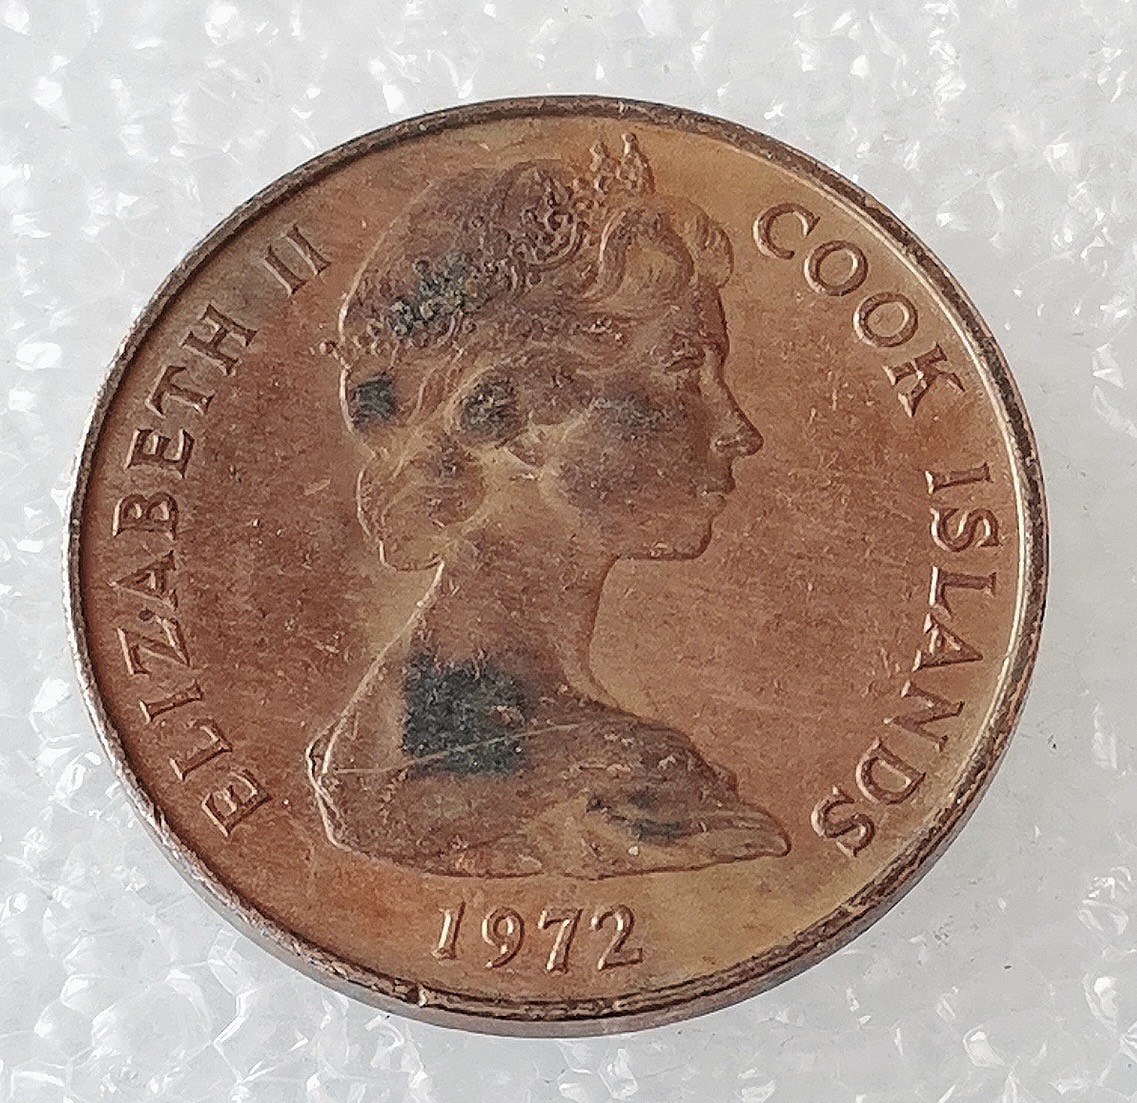 ELIZABETH II
COOK ISLANDS
1972